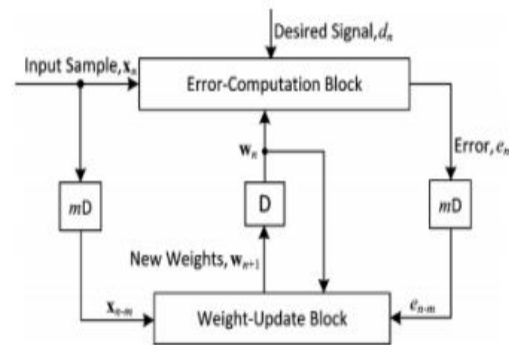 Desired Signal, dₙ
Input Sample, xₙ
Error-Computation Block
wₙ
Error, eₙ
mD
D
mD
New Weights, wₙ₊₁
xₙ₋ₘ
Weight-Update Block
eₙ₋ₘ